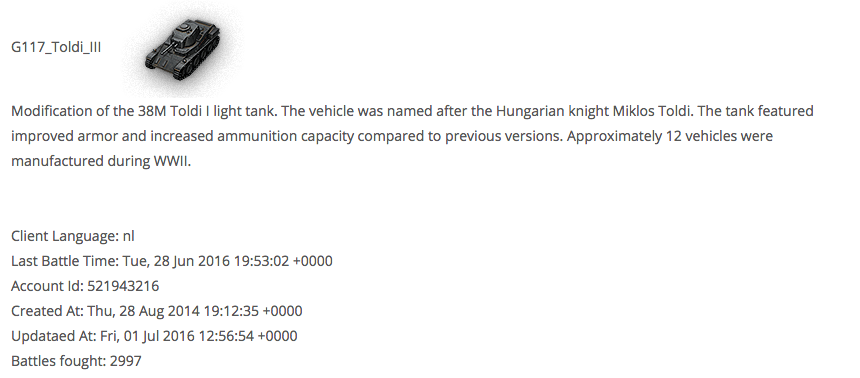 G117_Toldi_III
Modification of the 38M Toldi I light tank. The vehicle was named after the Hungarian knight Miklos Toldi. The tank featured
improved armor and increased ammunition capacity compared to previous versions. Approximately 12 vehicles were
manufactured during WWII.
Client Language: nl
Last Battle Time: Tue, 28 Jun 2016 19:53:02 +0000
Account Id: 521943216
Created At: Thu, 28 Aug 2014 19:12:35 +0000
Updataed At: Fri, 01 Jul 2016 12:56:54 +0000
Battles fought: 2997